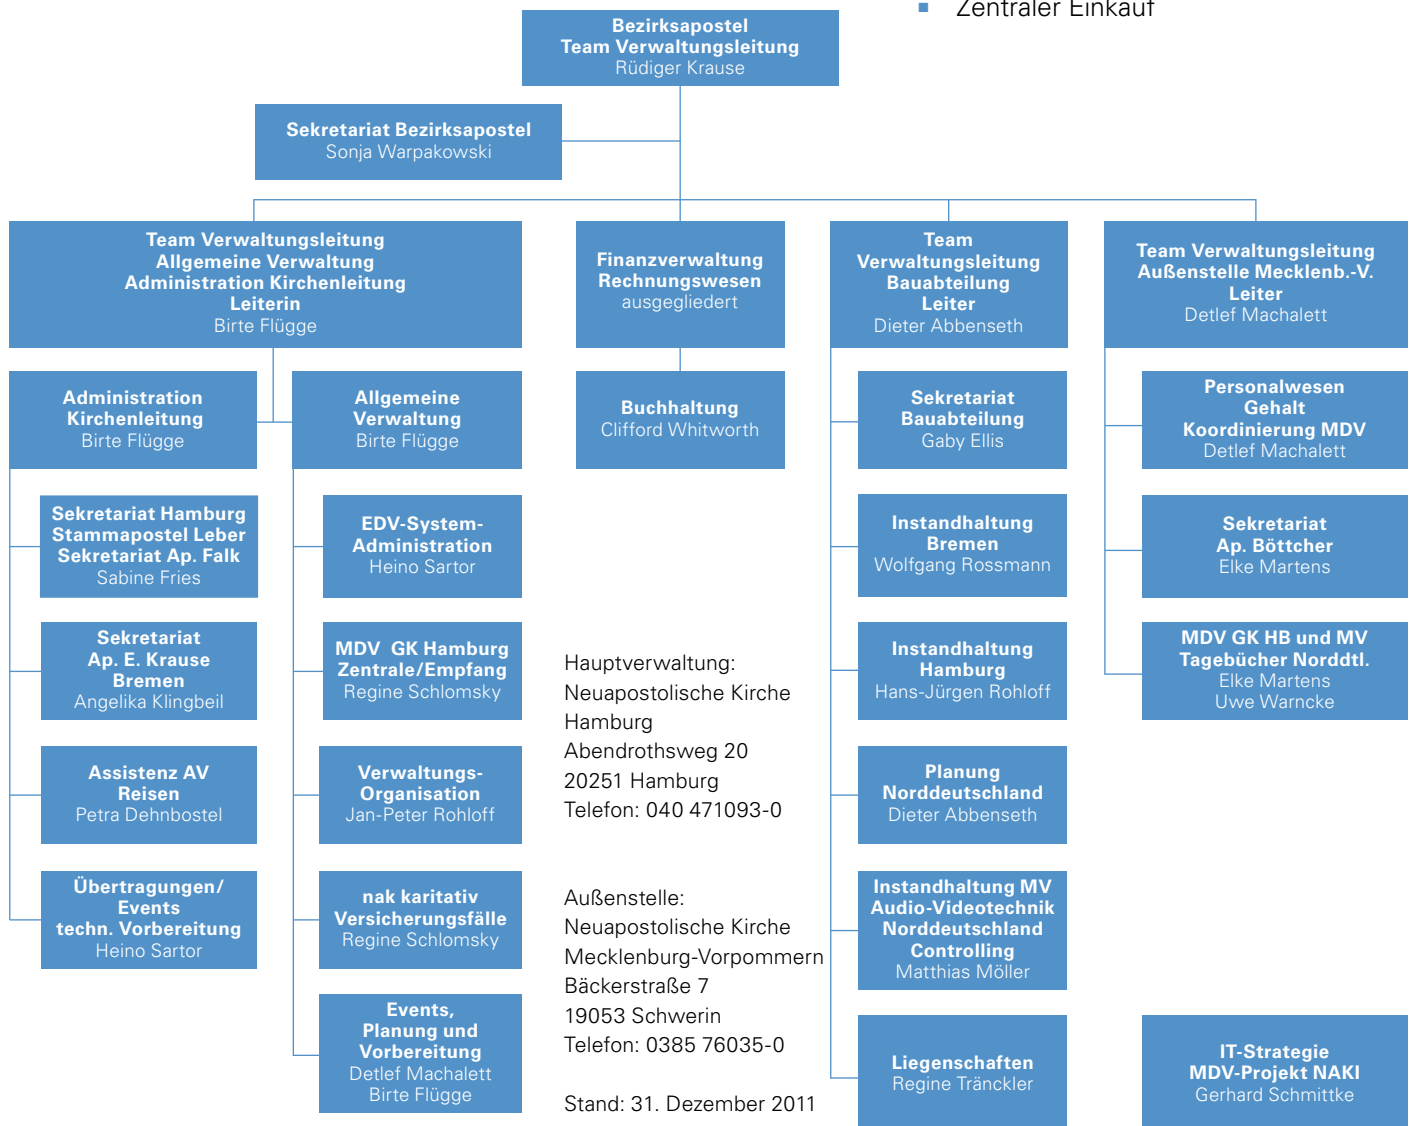 Zentraler Einkauf
Bezirksapostel
Team Verwaltungsleitung
Rüdiger Krause
Sekretariat Bezirksapostel
Sonja Warpakowski
Team Verwaltungsleitung
Allgemeine Verwaltung
Administration Kirchenleitung
Leiterin
Birte Flügge
Finanzverwaltung
Rechnungswesen
ausgegliedert
Team
Verwaltungsleitung
Bauabteilung
Leiter
Dieter Abbenseth
Team Verwaltungsleitung
Außenstelle Mecklenb.-V.
Leiter
Detlef Machalett
Administration
Kirchenleitung
Birte Flügge
Allgemeine
Verwaltung
Birte Flügge
Buchhaltung
Clifford Whitworth
Sekretariat
Bauabteilung
Gaby Ellis
Personalwesen
Gehalt
Koordinierung MDV
Detlef Machalett
Sekretariat Hamburg
Stammapostel Leber
Sekretariat Ap. Falk
Sabine Fries
EDV-System-
Administration
Heino Sartor
Instandhaltung
Bremen
Wolfgang Rossmann
Sekretariat
Ap. Böttcher
Elke Martens
Sekretariat
Ap. E. Krause
Bremen
Angelika Klingbeil
MDV GK Hamburg
Zentrale/Empfang
Regine Schlomsky
Instandhaltung
Hamburg
Hans-Jürgen Rohloff
MDV GK HB und MV
Tagebücher Norddtl.
Elke Martens
Uwe Warncke
Assistenz AV
Reisen
Petra Dehnbostel
Verwaltungs-
Organisation
Jan-Peter Rohloff
Planung
Norddeutschland
Dieter Abbenseth
Übertragungen/
Events
techn. Vorbereitung
Heino Sartor
nak karitativ
Versicherungsfälle
Regine Schlomsky
Instandhaltung MV
Audio-Videotechnik
Norddeutschland
Controlling
Matthias Möller
Events,
Planung und
Vorbereitung
Detlef Machalett
Birte Flügge
Liegenschaften
Regine Tränckler
IT-Strategie
MDV-Projekt NAKI
Gerhard Schmittke
Hauptverwaltung:
Neuapostolische Kirche
Hamburg
Abendrothsweg 20
20251 Hamburg
Telefon: 040 471093-0
Außenstelle:
Neuapostolische Kirche
Mecklenburg-Vorpommern
Bäckerstraße 7
19053 Schwerin
Telefon: 0385 76035-0
Stand: 31. Dezember 2011